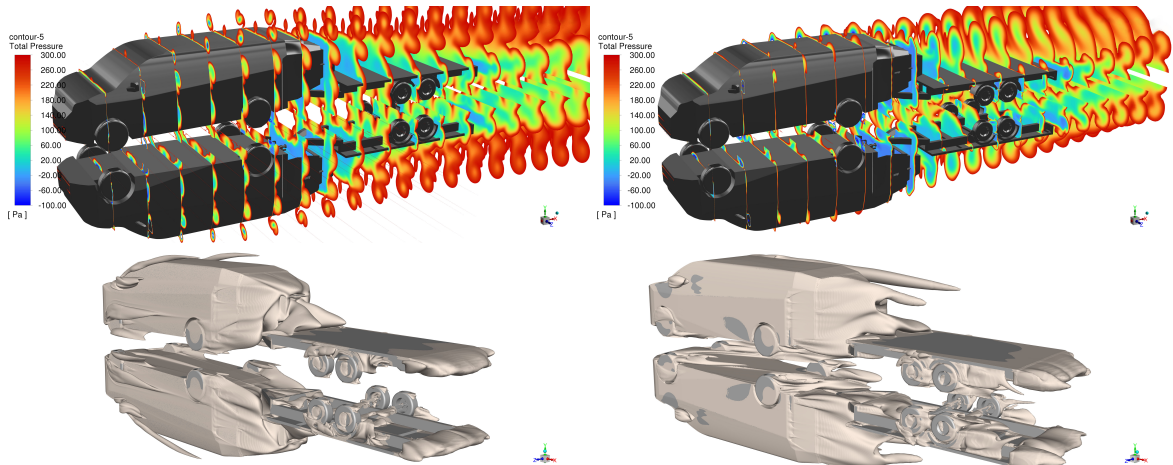 contour-5
Total Pressure
300.00
260.00
220.00
180.00
140.00
100.00
60.00
20.00
-20.00
-60.00
-100.00
[ Pa ]
Y
X
Z
contour-5
Total Pressure
300.00
260.00
220.00
180.00
140.00
100.00
60.00
20.00
-20.00
-60.00
-100.00
[ Pa ]
Y
X
Z
Y
Z
X
Y
Z
X